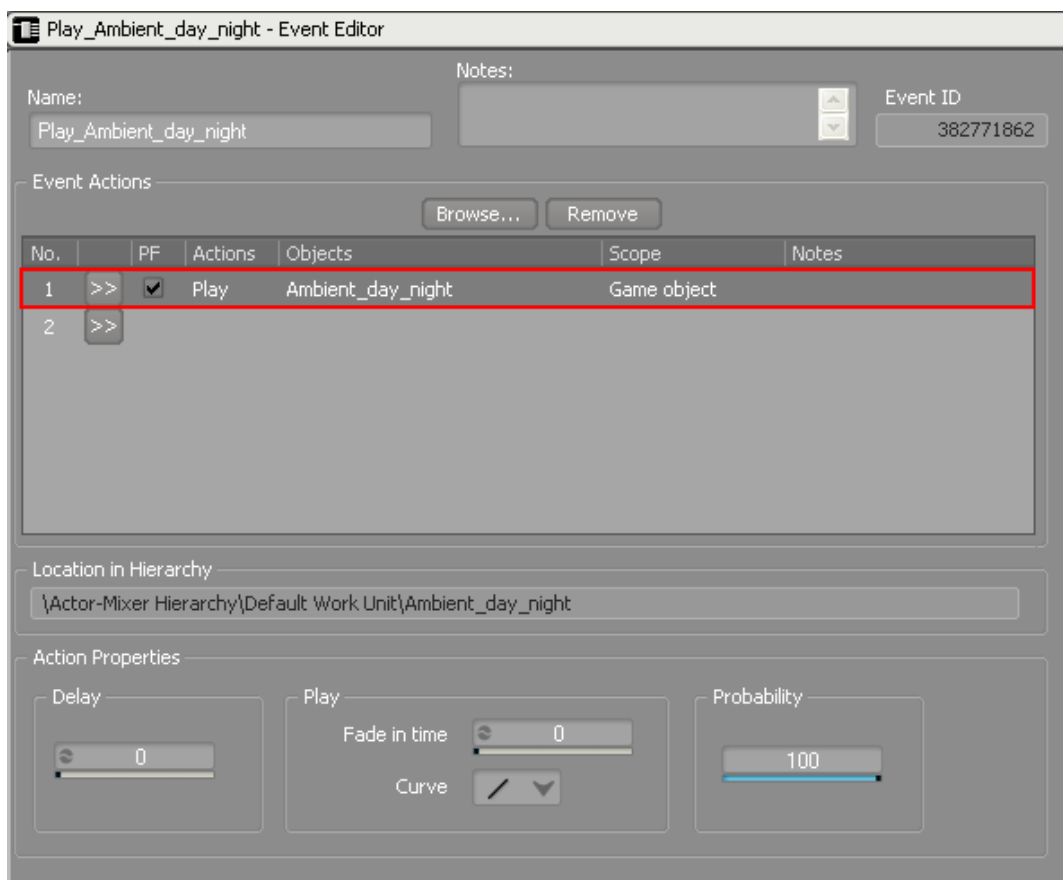 Play_Ambient_day_night - Event Editor
Notes:
Name:
Event ID
Play_Ambient_day_night
382771862
Event Actions
Browse... Remove
No. PF Actions Objects Scope Notes
1 >> Play Ambient_day_night Game object
2 >>
Location in Hierarchy
\Actor-Mixer Hierarchy\Default Work Unit\Ambient_day_night
Action Properties
Delay Play Probability
Fade in time 0
0
100
Curve